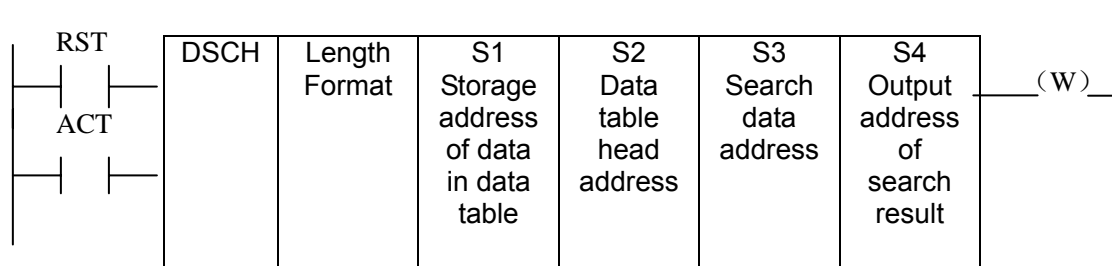 RST
ACT
DSCH
Length
Format
S1
Storage
address
of data
in data
table
S2
Data
table
head
address
S3
Search
data
address
S4
Output
address
of
search
result
（W）